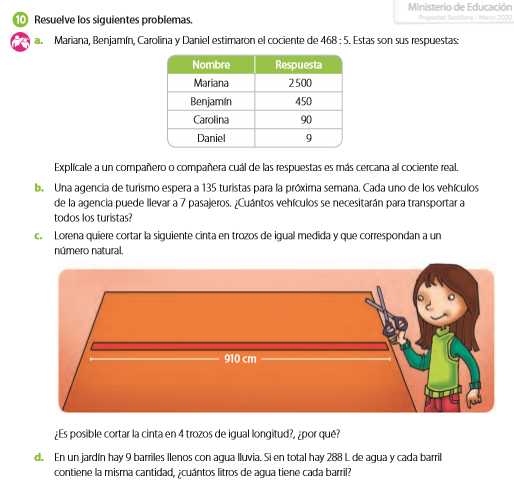 Ministerio de Educación
Propiedad Santillana - Marzo 2020
10 Resuelve los siguientes problemas.
a. Mariana, Benjamín, Carolina y Daniel estimaron el cociente de 468 : 5. Estas son sus respuestas:
Nombre Respuesta
Mariana 2 500
Benjamín 450
Carolina 90
Daniel 9
Explícale a un compañero o compañera cuál de las respuestas es más cercana al cociente real.
b. Una agencia de turismo espera a 135 turistas para la próxima semana. Cada uno de los vehículos
de la agencia puede llevar a 7 pasajeros. ¿Cuántos vehículos se necesitarán para transportar a
todos los turistas?
c. Lorena quiere cortar la siguiente cinta en trozos de igual medida y que correspondan a un
número natural.
910 cm
¿Es posible cortar la cinta en 4 trozos de igual longitud?, ¿por qué?
d. En un jardín hay 9 barriles llenos con agua lluvia. Si en total hay 288 L de agua y cada barril
contiene la misma cantidad, ¿cuántos litros de agua tiene cada barril?